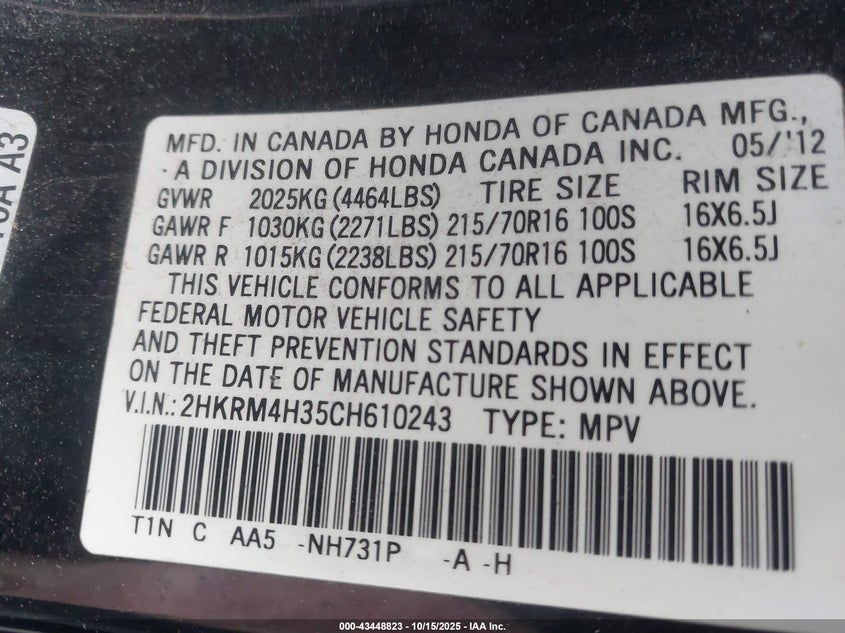 MFD. IN CANADA BY HONDA OF CANADA MFG.,
A DIVISION OF HONDA CANADA INC. 05/'12
GVWR 2025KG (4464LBS) TIRE SIZE RIM SIZE
GAWR F 1030KG (2271LBS) 215/70R16 100S 16X6.5J
GAWR R 1015KG (2238LBS) 215/70R16 100S 16X6.5J
THIS VEHICLE CONFORMS TO ALL APPLICABLE
FEDERAL MOTOR VEHICLE SAFETY
AND THEFT PREVENTION STANDARDS IN EFFECT
ON THE DATE OF MANUFACTURE SHOWN ABOVE.
V.I.N.: 2HKRM4H35CH610243 TYPE: MPV
T1N C AA5 -NH731P -A -H
A3
000-43448823 - 10/15/2025 - IAA Inc.